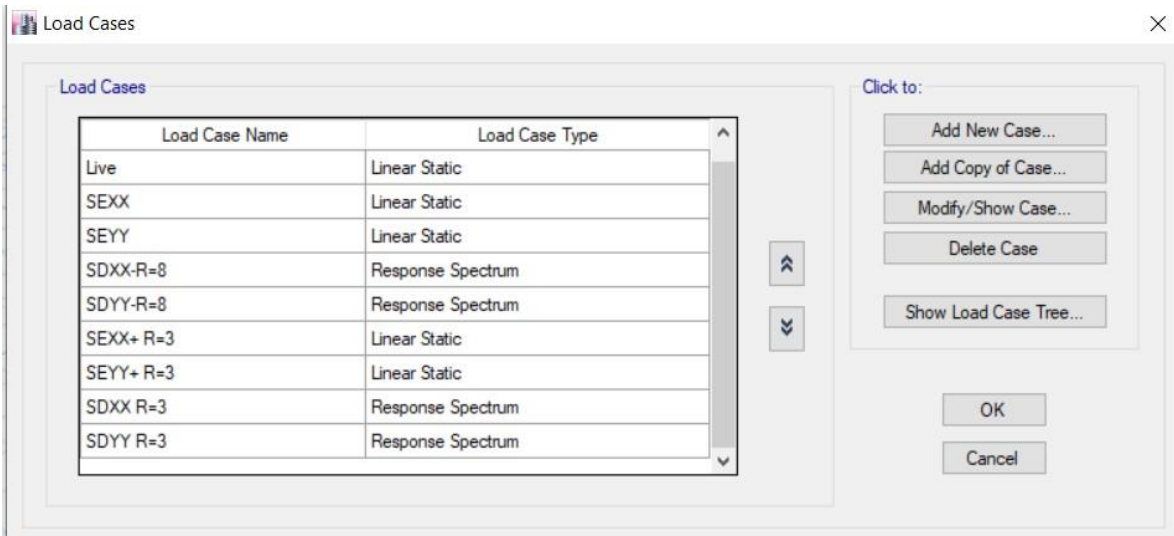 Load Cases
Load Cases
Click to:
Load Case Name Load Case Type
Live Linear Static
SEXX Linear Static
SEYY Linear Static
SDXX-R=8 Response Spectrum
SDYY-R=8 Response Spectrum
SEXX+ R=3 Linear Static
SEYY+ R=3 Linear Static
SDXX R=3 Response Spectrum
SDYY R=3 Response Spectrum
Add New Case...
Add Copy of Case...
Modify/Show Case...
Delete Case
Show Load Case Tree...
OK
Cancel